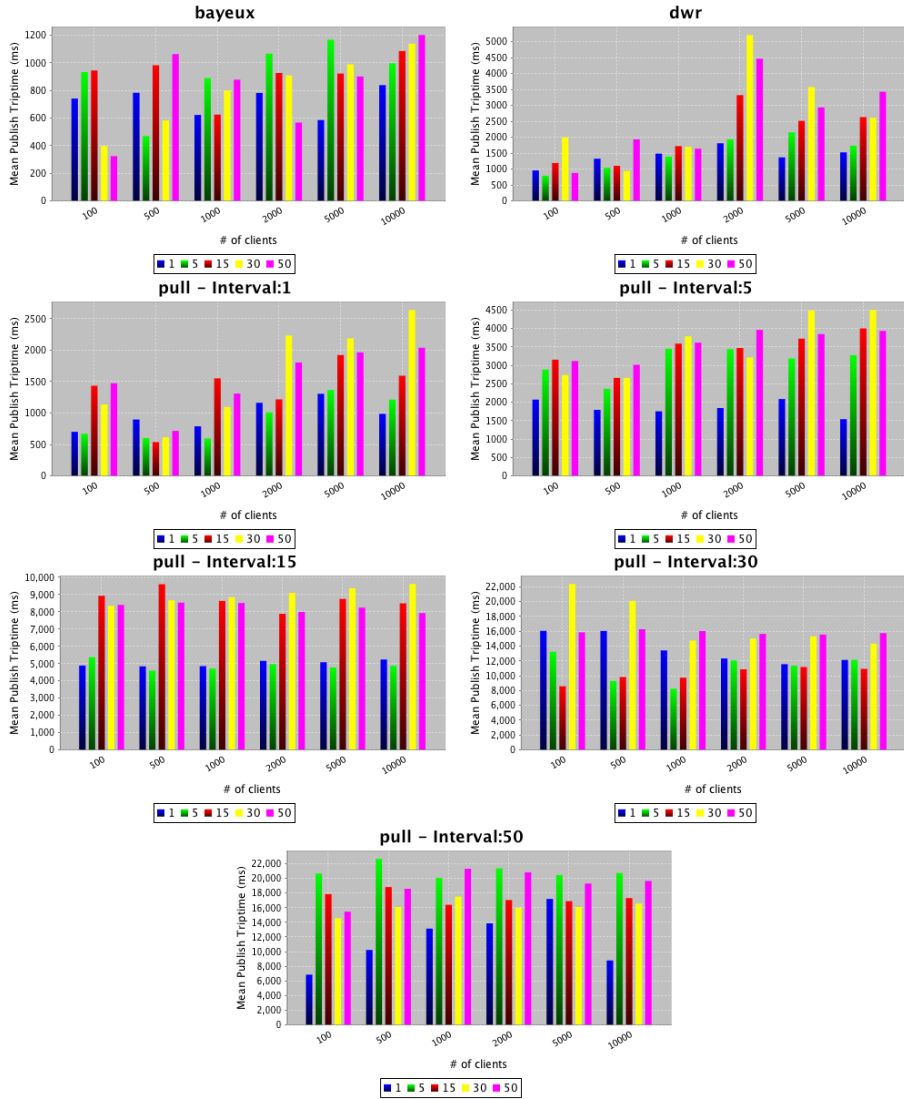 bayeux
Mean Publish Triptime (ms)
1200
1000
800
600
400
200
0
100 500 1000 2000 5000 10000
# of clients
1 5 15 30 50
dwr
Mean Publish Triptime (ms)
5000
4500
4000
3500
3000
2500
2000
1500
1000
500
0
100 500 1000 2000 5000 10000
# of clients
1 5 15 30 50
pull - Interval:1
Mean Publish Triptime (ms)
2500
2000
1500
1000
500
0
100 500 1000 2000 5000 10000
# of clients
1 5 15 30 50
pull - Interval:5
Mean Publish Triptime (ms)
4500
4000
3500
3000
2500
2000
1500
1000
500
0
100 500 1000 2000 5000 10000
# of clients
1 5 15 30 50
pull - Interval:15
Mean Publish Triptime (ms)
10,000
9,000
8,000
7,000
6,000
5,000
4,000
3,000
2,000
1,000
0
100 500 1000 2000 5000 10000
# of clients
1 5 15 30 50
pull - Interval:30
Mean Publish Triptime (ms)
22,000
20,000
18,000
16,000
14,000
12,000
10,000
8,000
6,000
4,000
2,000
0
100 500 1000 2000 5000 10000
# of clients
1 5 15 30 50
pull - Interval:50
Mean Publish Triptime (ms)
22,000
20,000
18,000
16,000
14,000
12,000
10,000
8,000
6,000
4,000
2,000
0
100 500 1000 2000 5000 10000
# of clients
1 5 15 30 50